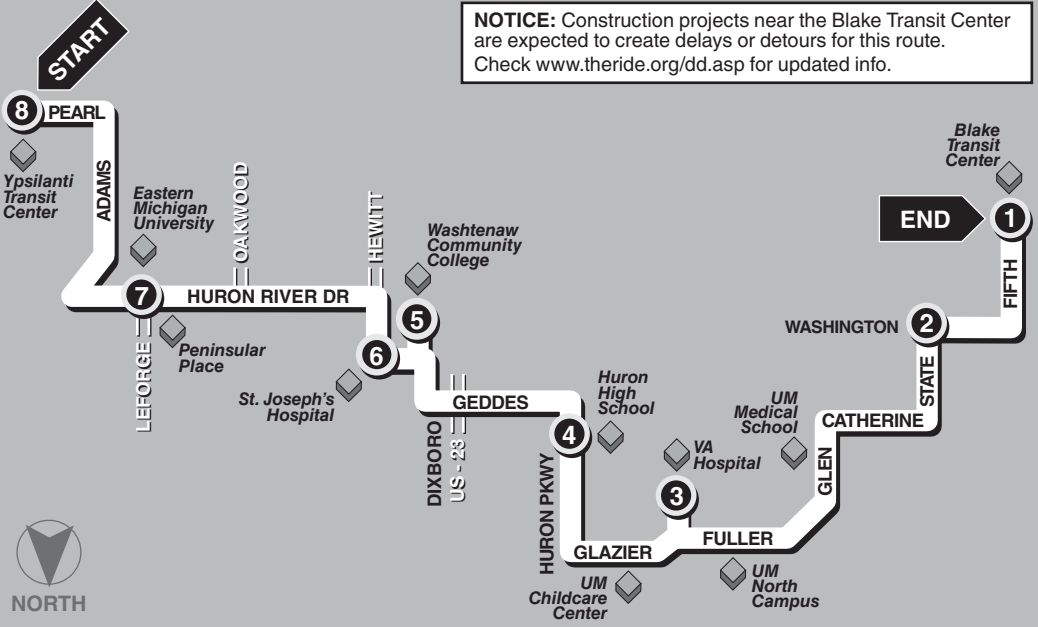 NOTICE: Construction projects near the Blake Transit Center
are expected to create delays or detours for this route.
Check www.theride.org/dd.asp for updated info.
START
8
PEARL
Ypsilanti
Transit
Center
ADAMS
Eastern
Michigan
University
OAKWOOD
HEWITT
7
HURON RIVER DR
LEFORGE
Peninsular
Place
Washtenaw
Community
College
5
6
St. Joseph's
Hospital
GEDDES
DIXBORO
US - 23
Huron
High
School
4
HURON PKWY
GLAZIER
UM
Childcare
Center
VA
Hospital
3
FULLER
UM
North
Campus
UM
Medical
School
GLEN
CATHERINE
STATE
WASHINGTON
2
FIFTH
Blake
Transit
Center
END
1
NORTH